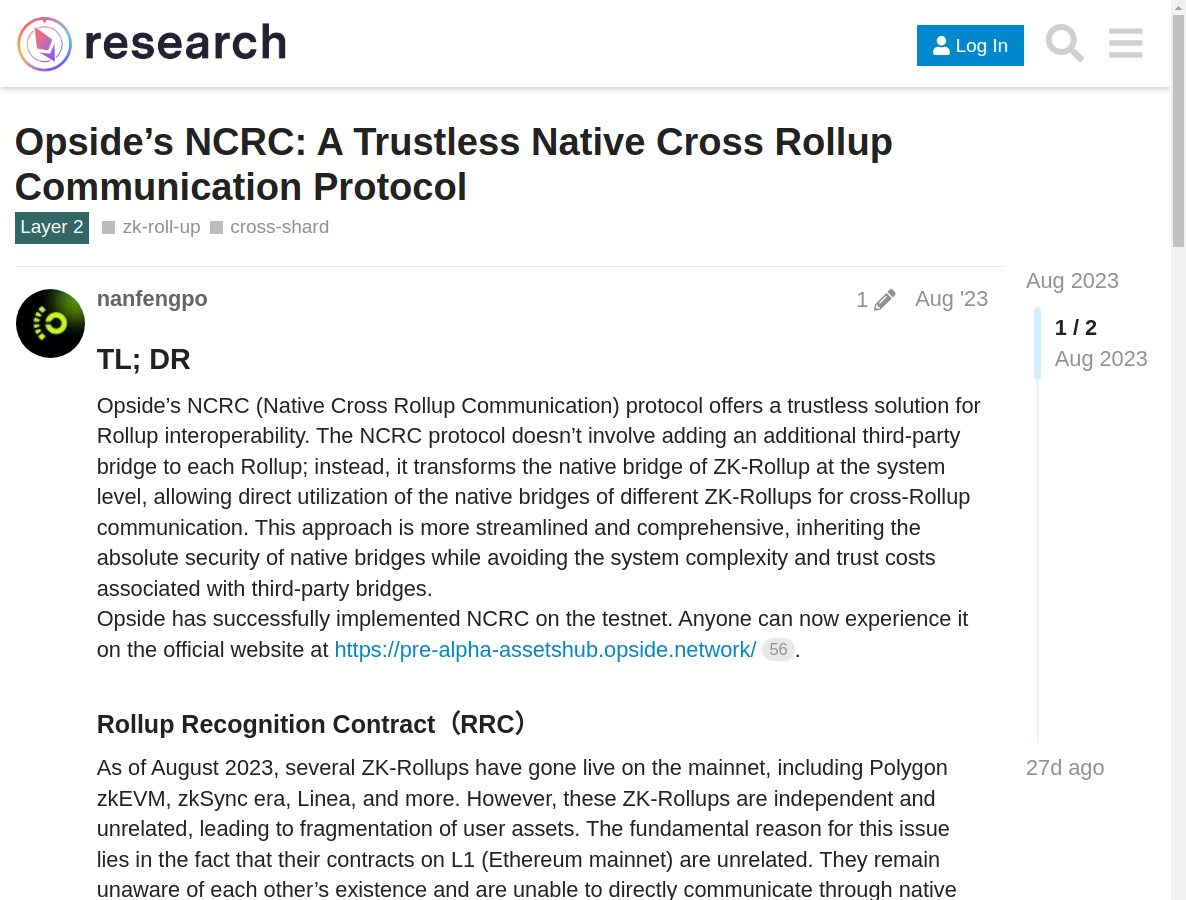 research
Log In
Opside’s NCRC: A Trustless Native Cross Rollup
Communication Protocol
Layer 2 zk-roll-up cross-shard
nanfengpo 1 Aug '23
TL; DR
Opside’s NCRC (Native Cross Rollup Communication) protocol offers a trustless solution for
Rollup interoperability. The NCRC protocol doesn’t involve adding an additional third-party
bridge to each Rollup; instead, it transforms the native bridge of ZK-Rollup at the system
level, allowing direct utilization of the native bridges of different ZK-Rollups for cross-Rollup
communication. This approach is more streamlined and comprehensive, inheriting the
absolute security of native bridges while avoiding the system complexity and trust costs
associated with third-party bridges.
Opside has successfully implemented NCRC on the testnet. Anyone can now experience it
on the official website at https://pre-alpha-assetshub.opside.network/ 56.
Rollup Recognition Contract（RRC）
As of August 2023, several ZK-Rollups have gone live on the mainnet, including Polygon
zkEVM, zkSync era, Linea, and more. However, these ZK-Rollups are independent and
unrelated, leading to fragmentation of user assets. The fundamental reason for this issue
lies in the fact that their contracts on L1 (Ethereum mainnet) are unrelated. They remain
unaware of each other’s existence and are unable to directly communicate through native
Aug 2023
1 / 2
Aug 2023
27d ago